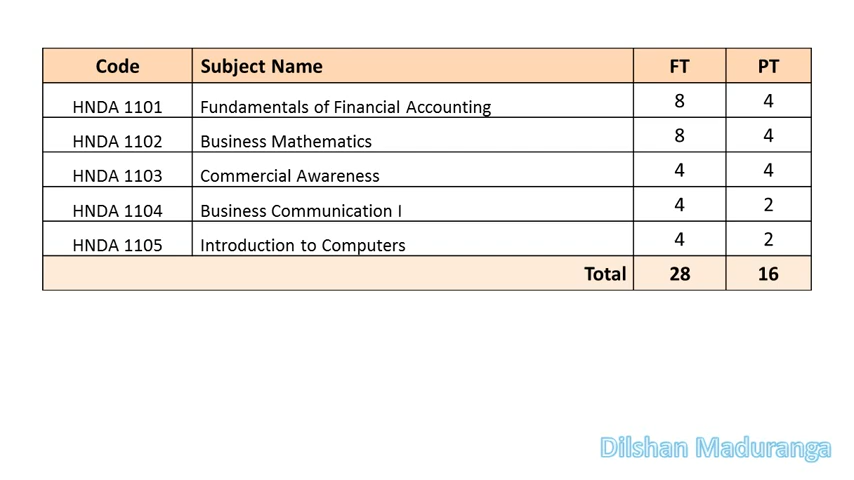 Code Subject Name FT PT
HNDA 1101 Fundamentals of Financial Accounting 8 4
HNDA 1102 Business Mathematics 8 4
HNDA 1103 Commercial Awareness 4 4
HNDA 1104 Business Communication I 4 2
HNDA 1105 Introduction to Computers 4 2
Total 28 16
Dilshan Maduranga